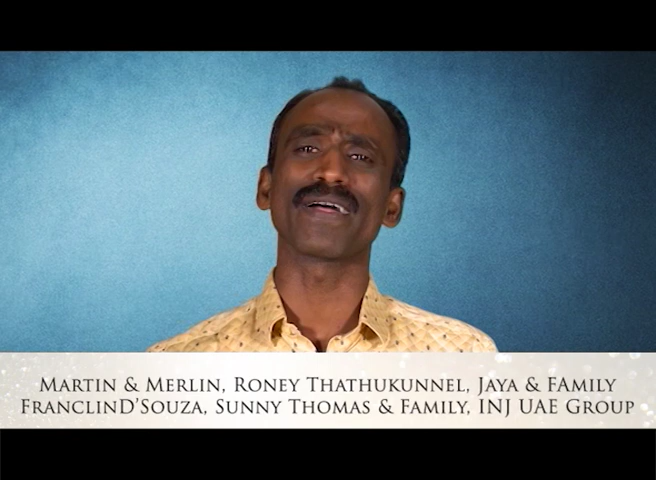 Martin & Merlin, Roney Thathukunnel, Jaya & FAmily
FranclinD'Souza, Sunny Thomas & Family, INJ UAE Group